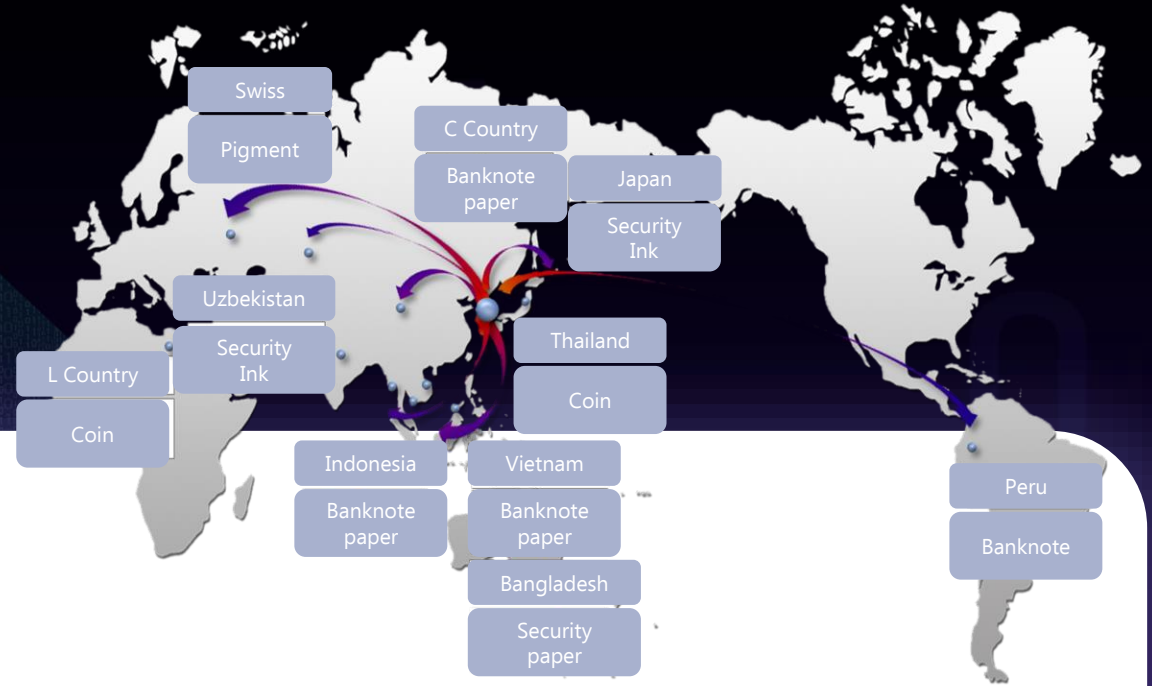 Swiss
Pigment
C Country
Banknote
paper
Japan
Security
Ink
Uzbekistan
Security
Ink
L Country
Coin
Thailand
Coin
Indonesia
Banknote
paper
Vietnam
Banknote
paper
Bangladesh
Security
paper
Peru
Banknote